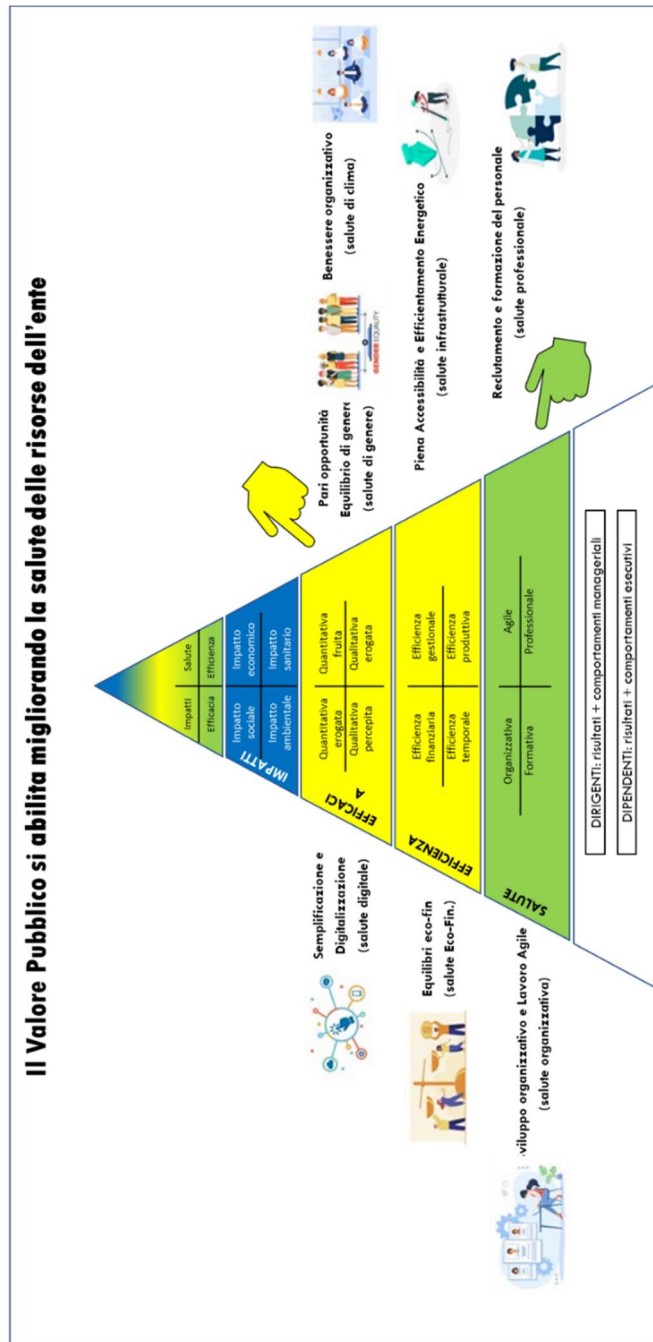 Il Valore Pubblico si abilita migliorando la salute delle risorse dell'ente
Impatti
Salute
Efficacia
Efficienza
IMPATTI
Impatto
sociale
Impatto
economico
Impatto
ambientale
Impatto
sanitario
Semplificazione e
Digitalizzazione
(salute digitale)
EFFICACI
A
Quantitativa
erogata
Quantitativa
fruita
Qualitativa
percepita
Qualitativa
erogata
Pari opportunità
Equilibrio di genere
(salute di genere)
GENDER EQUALITY
Benessere organizzativo
(salute di clima)
Equilibri eco-fin
(salute Eco-Fin.)
EFFICIENZA
Efficienza
finanziaria
Efficienza
gestionale
Efficienza
temporale
Efficienza
produttiva
Piena Accessibilità e Efficientamento Energetico
(salute infrastrutturale)
viluppo organizzativo e Lavoro Agile
(salute organizzativa)
SALUTE
Organizzativa
Agile
Formativa
Professionale
Reclutamento e formazione del personale
(salute professionale)
DIRIGENTI: risultati + comportamenti manageriali
DIPENDENTI: risultati + comportamenti esecutivi